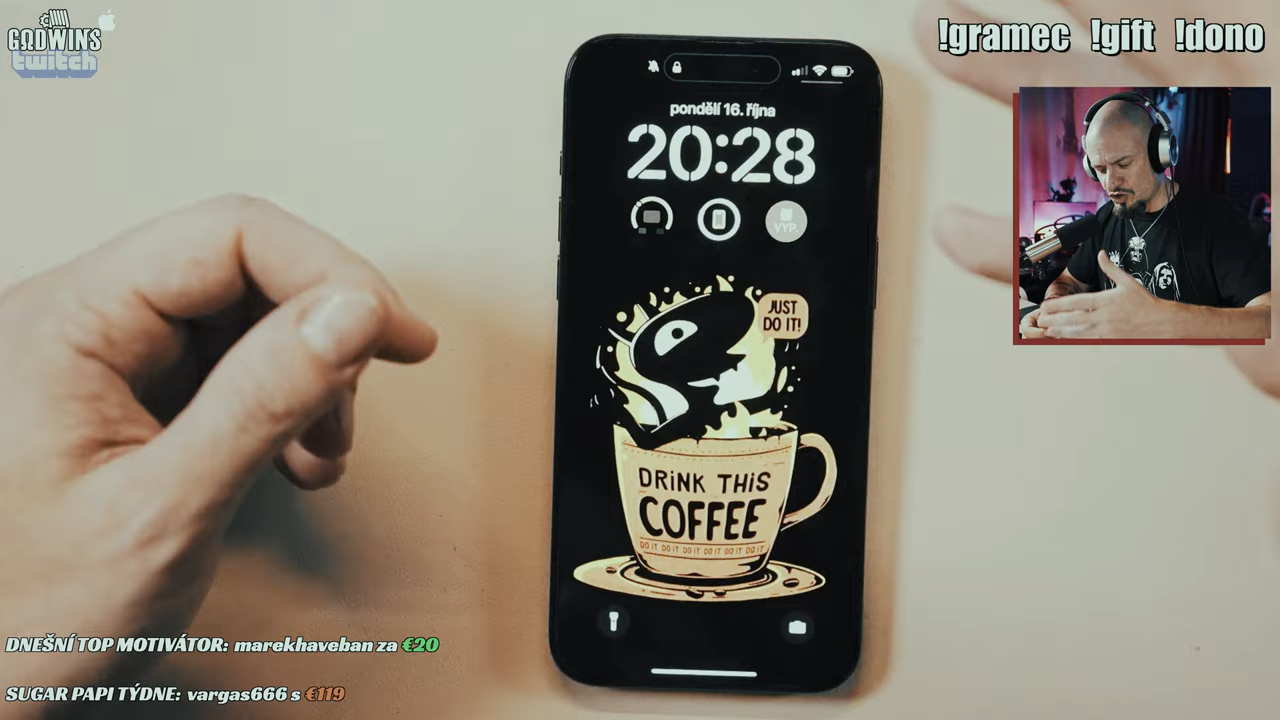 GODWINS
twitch
!gramec !gift !dono
pondělí 16. října
20:28
VYP.
JUST
DO IT!
DRiNK THiS
COFFEE
DO IT DO IT DO IT DO IT DO IT DO IT
DNEŠNÍ TOP MOTIVÁTOR: marekhaveban za €20
SUGAR PAPI TÝDNE: vargas666 s €119